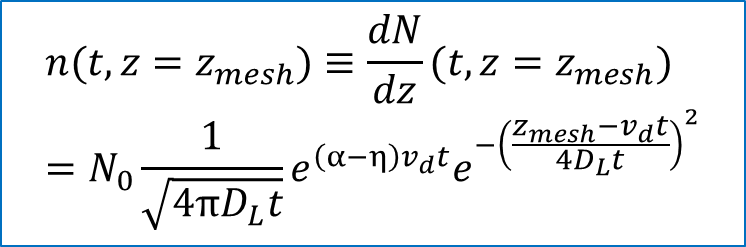 n(t, z = z_mesh) ≡ dN/dz (t, z = z_mesh)
= N_0 1/√(4πD_L t) e^((α−η)v_d t) e^(−((z_mesh−v_d t)/(4D_L t))^2)